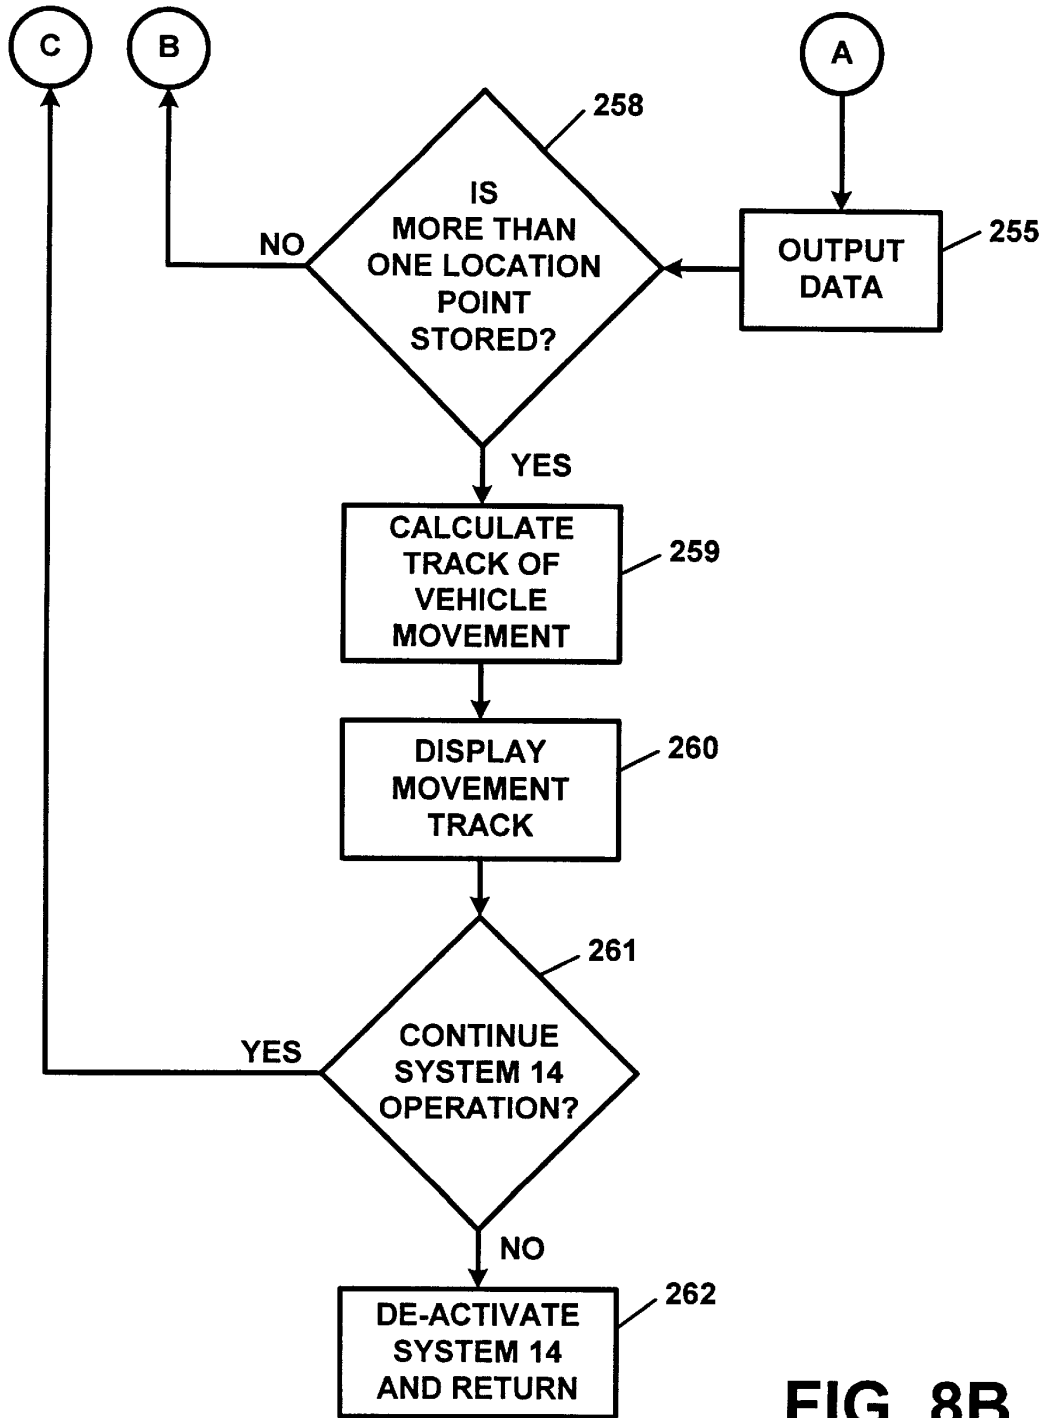 C
B
A
258
IS
MORE THAN
ONE LOCATION
POINT
STORED?
NO
OUTPUT
DATA
255
YES
CALCULATE
TRACK OF
VEHICLE
MOVEMENT
259
DISPLAY
MOVEMENT
TRACK
260
261
CONTINUE
SYSTEM 14
OPERATION?
YES
NO
DE-ACTIVATE
SYSTEM 14
AND RETURN
262
FIG. 8B